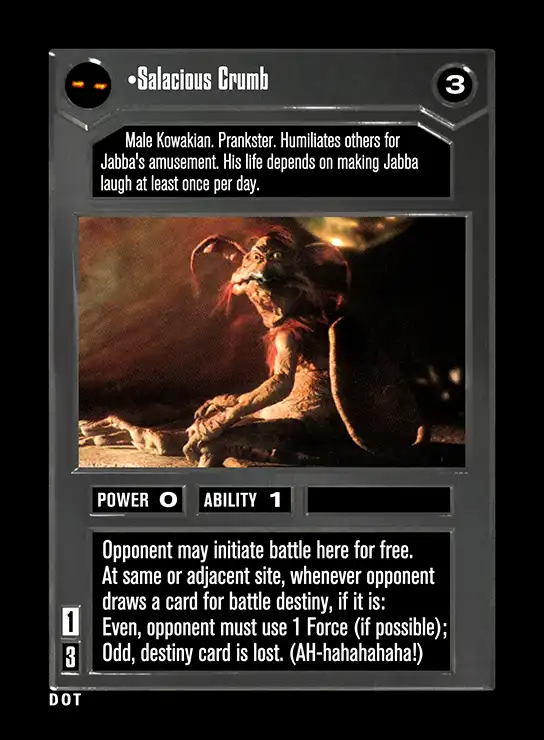 •Salacious Crumb
3
Male Kowakian. Prankster. Humiliates others for
Jabba's amusement. His life depends on making Jabba
laugh at least once per day.
POWER 0 ABILITY 1
Opponent may initiate battle here for free.
At same or adjacent site, whenever opponent
draws a card for battle destiny, if it is:
Even, opponent must use 1 Force (if possible);
Odd, destiny card is lost. (AH-hahahahaha!)
1
3
DOT